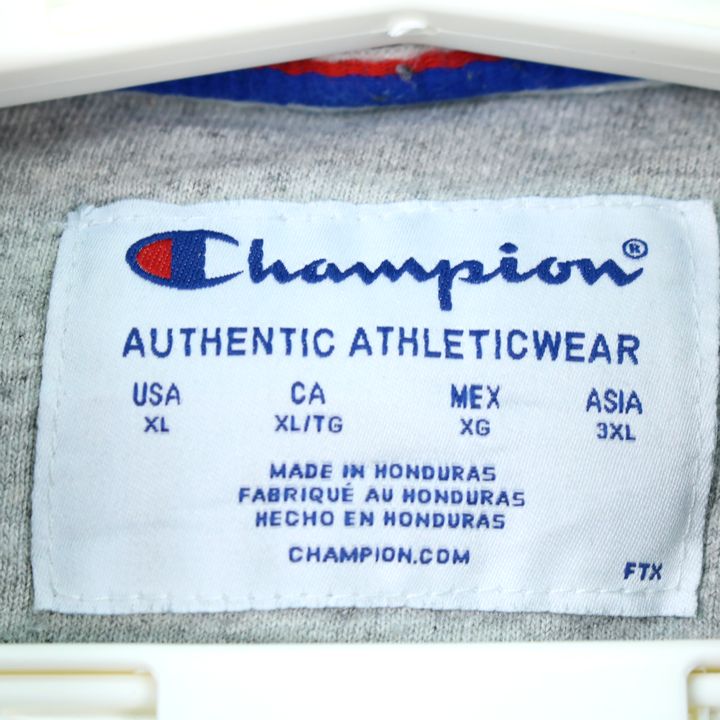 Champion®
AUTHENTIC ATHLETICWEAR
USA CA MEX ASIA
XL XL/TG XG 3XL
MADE IN HONDURAS
FABRIQUÉ AU HONDURAS
HECHO EN HONDURAS
CHAMPION.COM
FTX